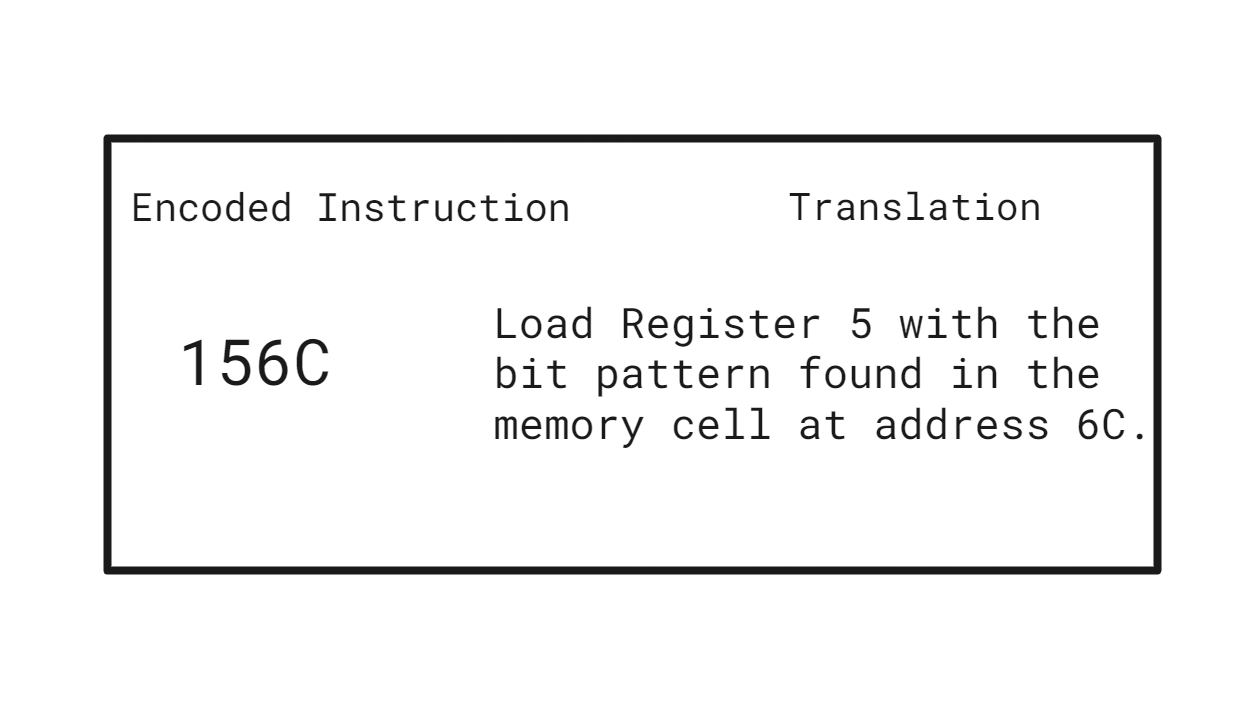 Encoded Instruction
Translation
156C
Load Register 5 with the
bit pattern found in the
memory cell at address 6C.